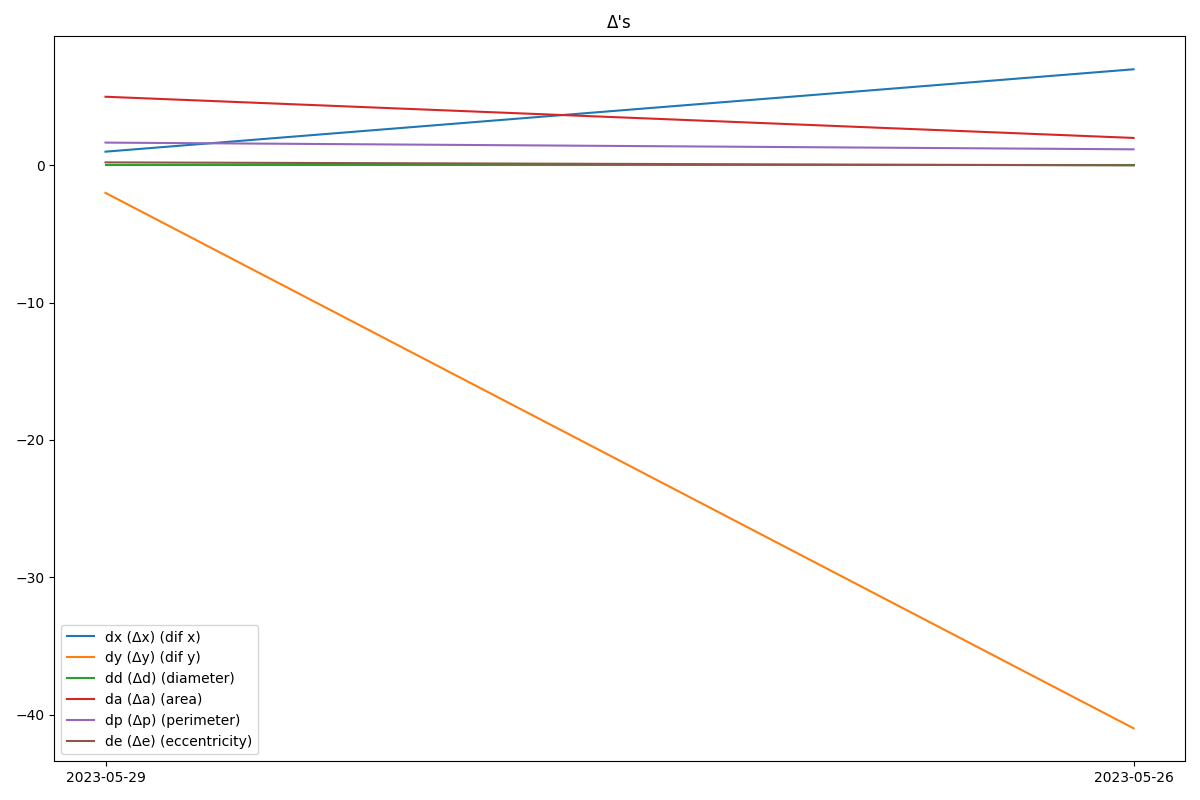 Δ's
0
−10
−20
−30
−40
dx (Δx) (dif x)
dy (Δy) (dif y)
dd (Δd) (diameter)
da (Δa) (area)
dp (Δp) (perimeter)
de (Δe) (eccentricity)
2023-05-29
2023-05-26